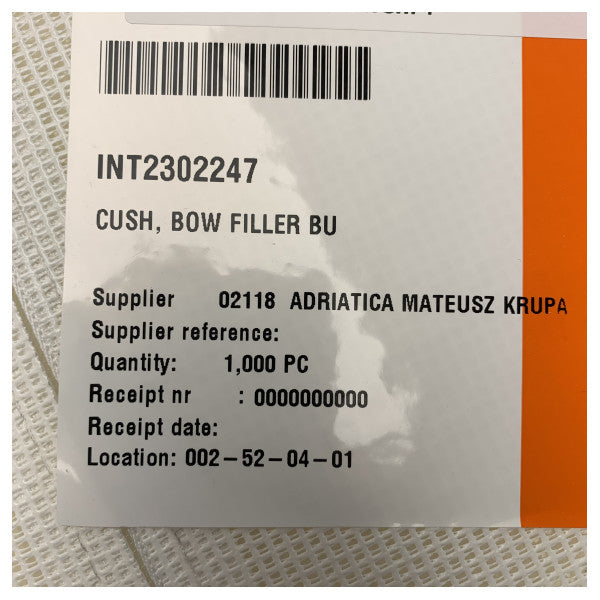 INT2302247
CUSH, BOW FILLER BU
Supplier 02118 ADRIATICA MATEUSZ KRUPA
Supplier reference:
Quantity: 1,000 PC
Receipt nr : 0000000000
Receipt date:
Location: 002-52-04-01